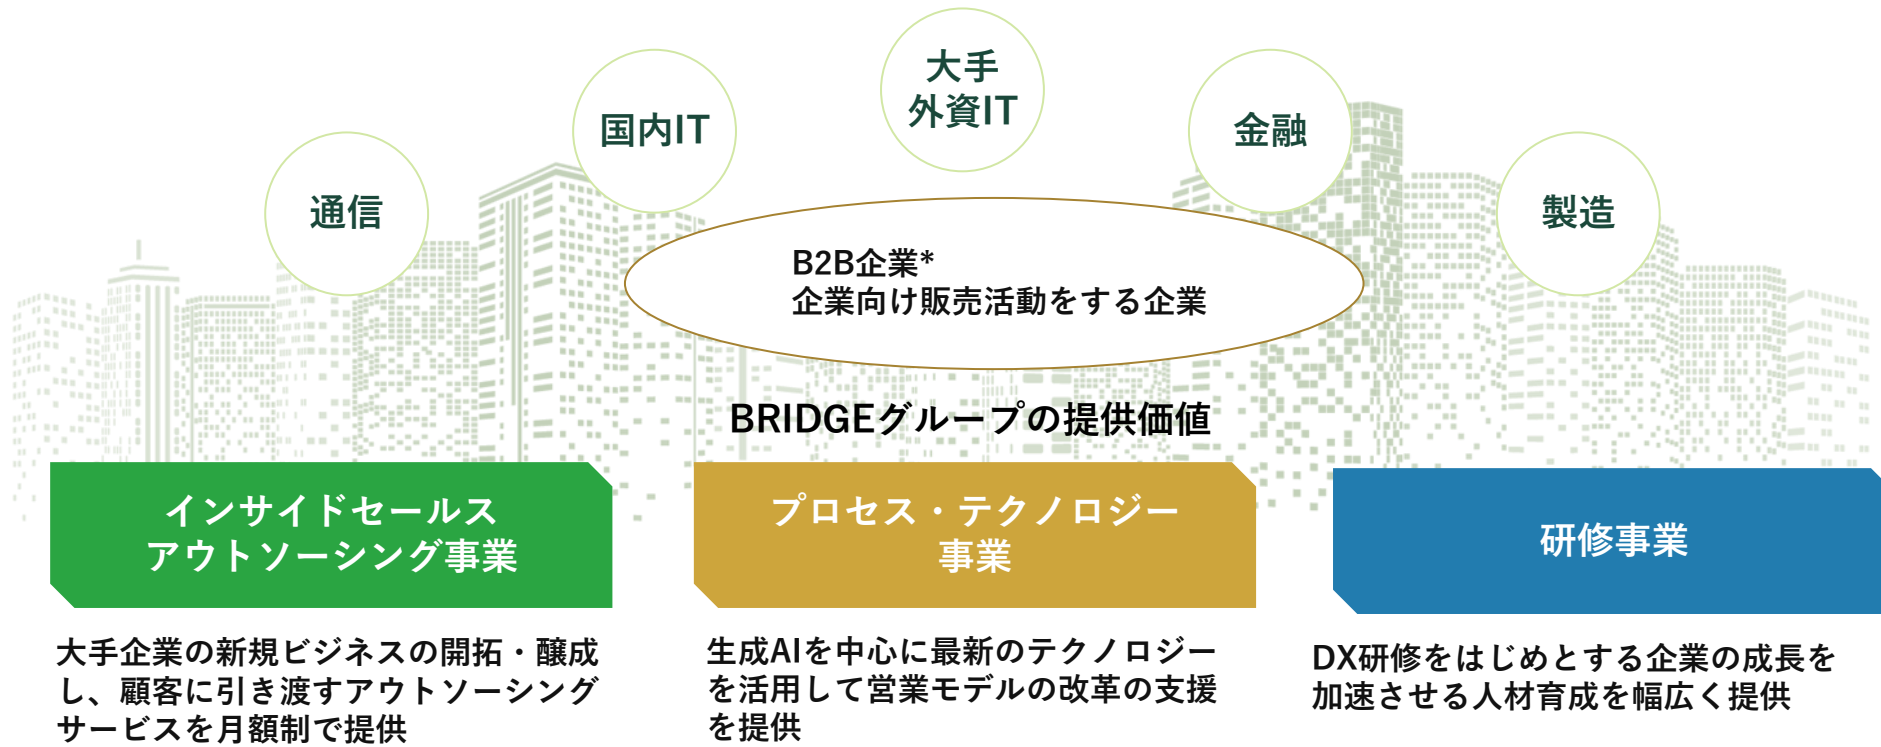 大手
外資IT
国内IT
金融
通信
製造
B2B企業*
企業向け販売活動をする企業
BRIDGEグループの提供価値
インサイドセールス
アウトソーシング事業
大手企業の新規ビジネスの開拓・醸成
し、顧客に引き渡すアウトソーシング
サービスを月額制で提供
プロセス・テクノロジー
事業
生成AIを中心に最新のテクノロジー
を活用して営業モデルの改革の支援
を提供
研修事業
DX研修をはじめとする企業の成長を
加速させる人材育成を幅広く提供